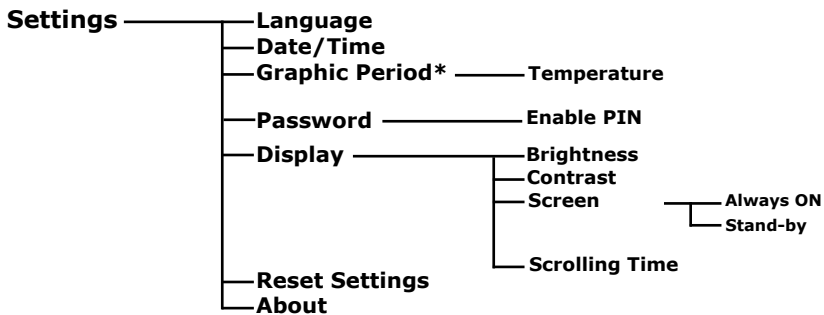 Settings
Language
Date/Time
Graphic Period*
Temperature
Password
Enable PIN
Display
Brightness
Contrast
Screen
Always ON
Stand-by
Scrolling Time
Reset Settings
About